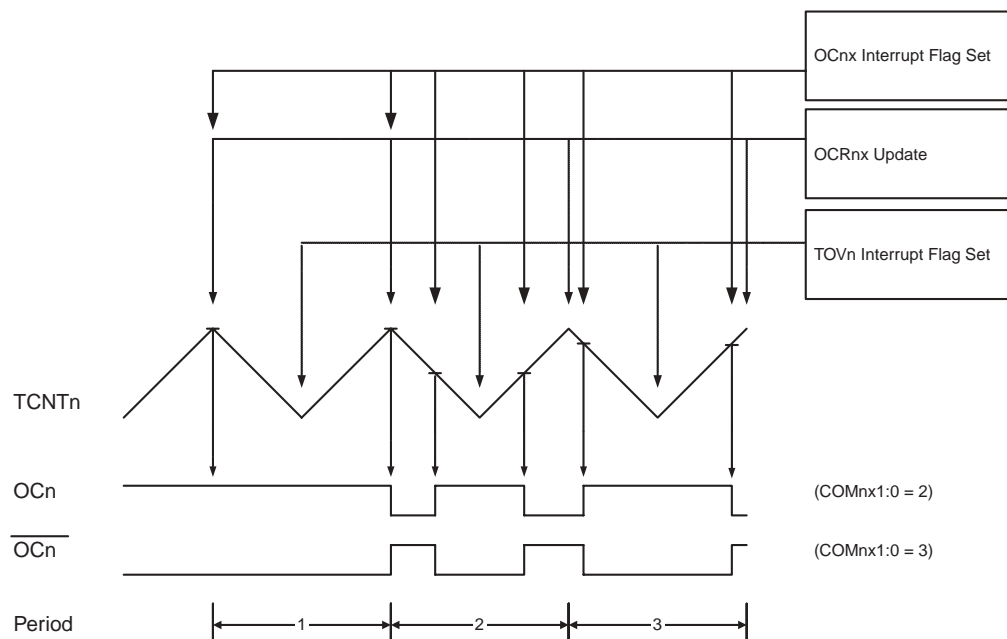 OCnx Interrupt Flag Set
OCRnx Update
TOVn Interrupt Flag Set
TCNTn
OCn
(COMnx1:0 = 2)
OCn
(COMnx1:0 = 3)
Period
1
2
3